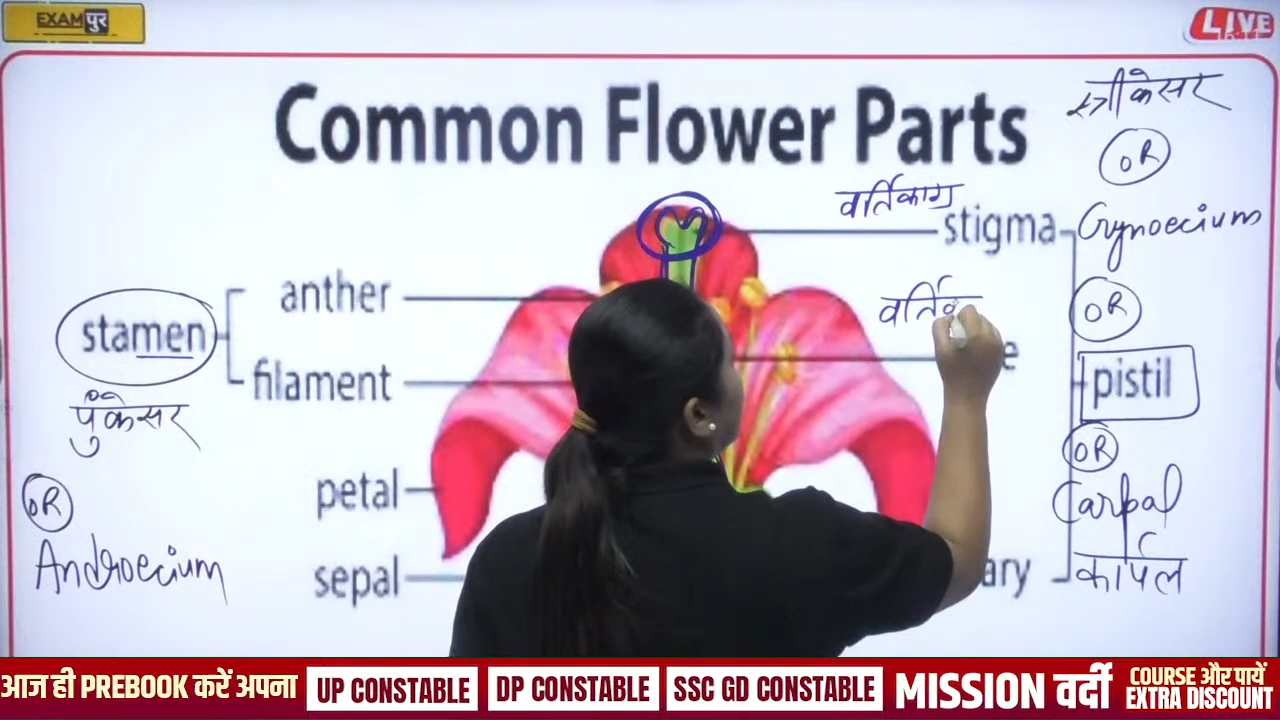 EXAMपुर
LIVE
Common Flower Parts
स्त्रीकेसर
OR
वर्तिकाग्र
stigma
Gynoecium
anther
stamen
filament
पुंकेसर
OR
Androecium
petal
sepal
OR
pistil
OR
Carpal
कार्पल
आज ही PREBOOK करें अपना
UP CONSTABLE
DP CONSTABLE
SSC GD CONSTABLE
MISSION वर्दी
COURSE और पायें
EXTRA DISCOUNT